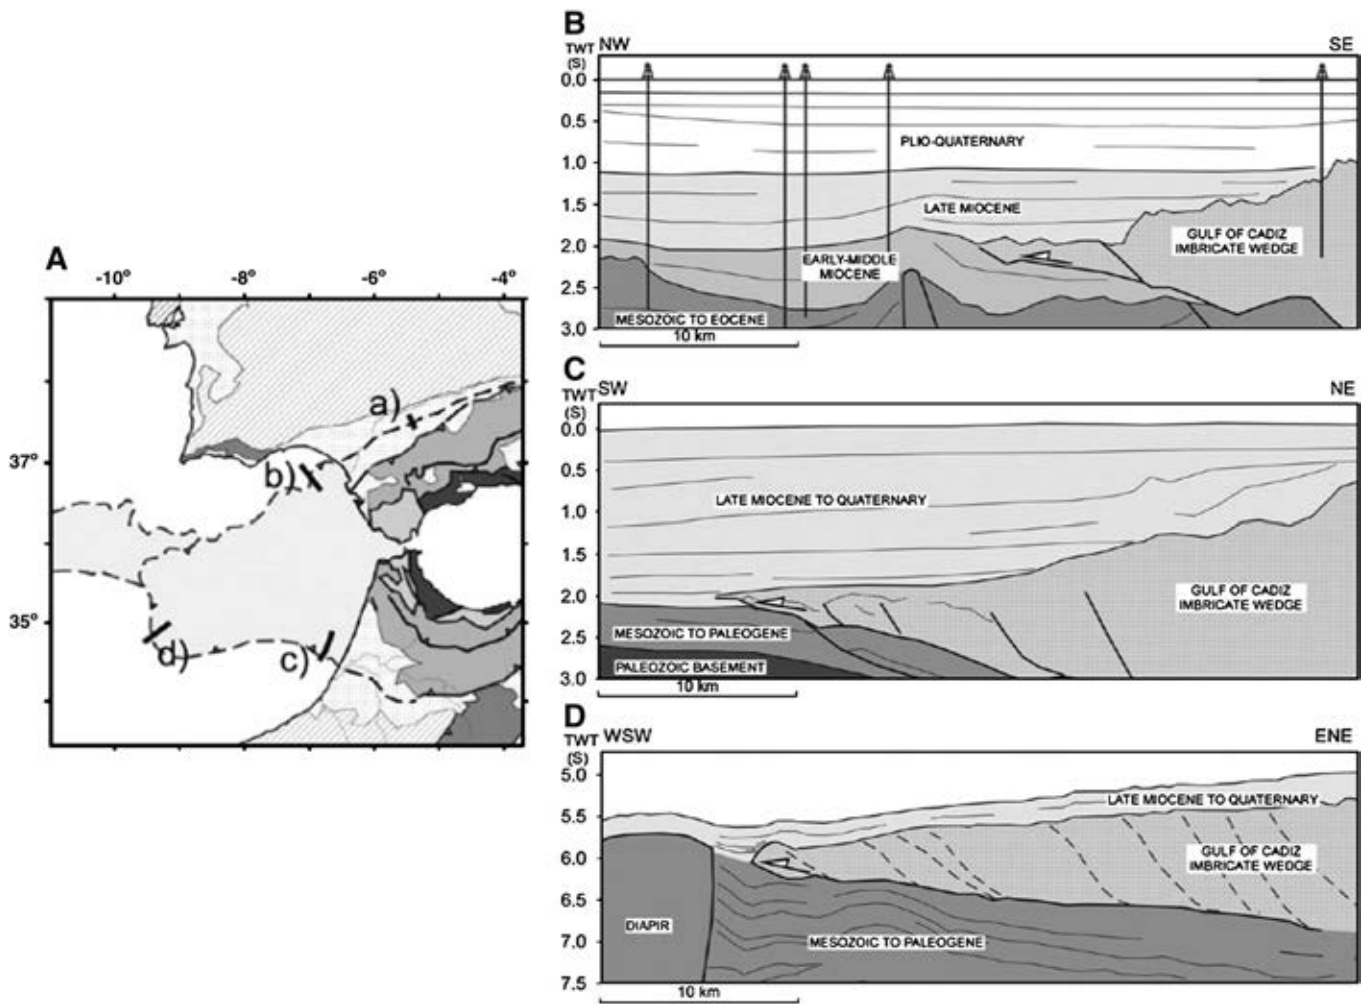 A
-10° -8° -6° -4°
37°
35°
a)
b)
c)
d)
B
TWT NW SE
(S)
0.0
0.5
1.0
1.5
2.0
2.5
3.0
PLIO-QUATERNARY
LATE MIOCENE
GULF OF CADIZ
IMBRICATE WEDGE
EARLY-MIDDLE
MIOCENE
MESOZOIC TO EOCENE
10 km
C
TWT SW NE
(S)
0.0
0.5
1.0
1.5
2.0
2.5
3.0
LATE MIOCENE TO QUATERNARY
GULF OF CADIZ
IMBRICATE WEDGE
MESOZOIC TO PALEOGENE
PALEOZOIC BASEMENT
10 km
D
TWT WSW ENE
(S)
5.0
5.5
6.0
6.5
7.0
7.5
LATE MIOCENE TO QUATERNARY
GULF OF CADIZ
IMBRICATE WEDGE
DIAPIR
MESOZOIC TO PALEOGENE
10 km